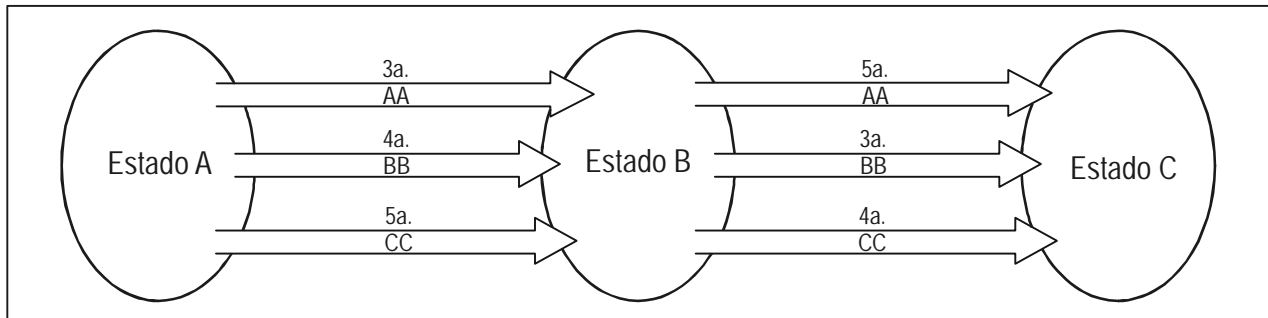 3a.
AA
5a.
AA
Estado A
4a.
BB
Estado B
3a.
BB
Estado C
5a.
CC
4a.
CC